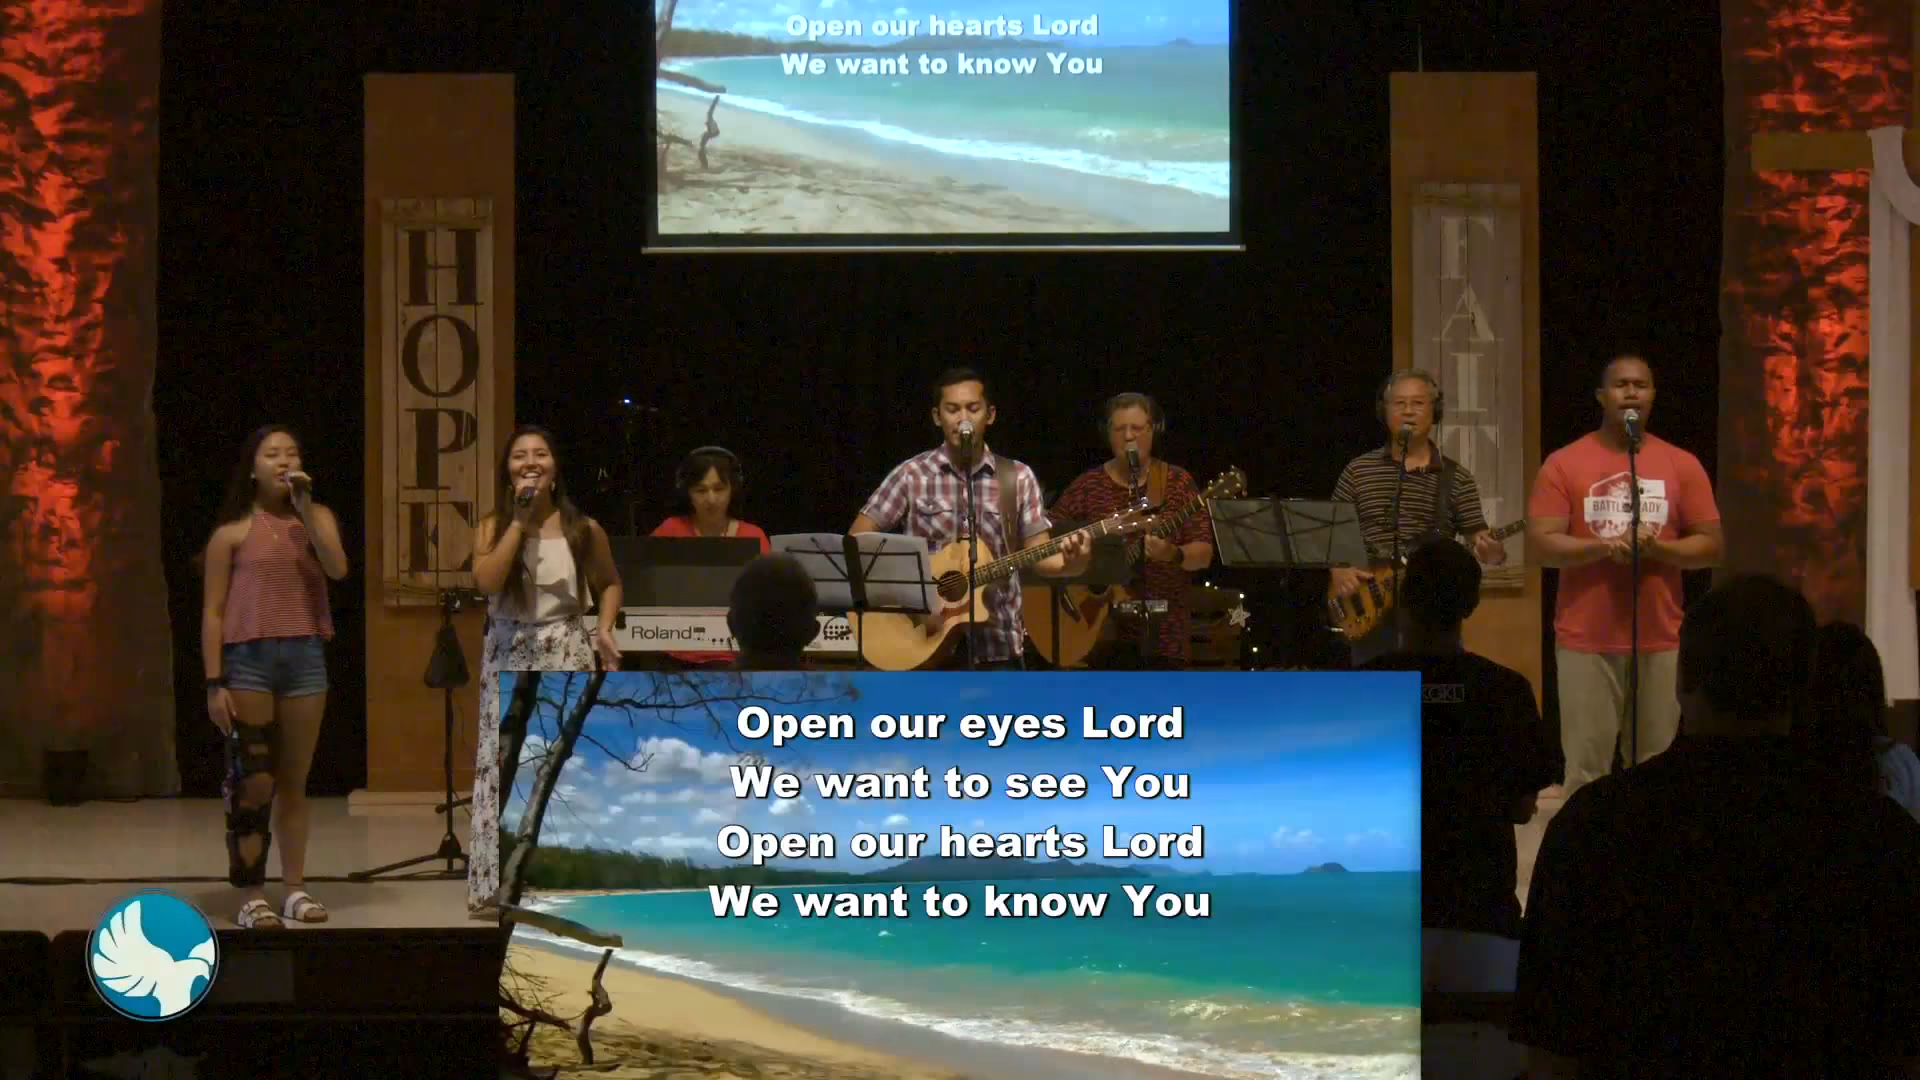 Open our hearts Lord
We want to know You
HOPE
FAIT
Roland
Open our eyes Lord
We want to see You
Open our hearts Lord
We want to know You